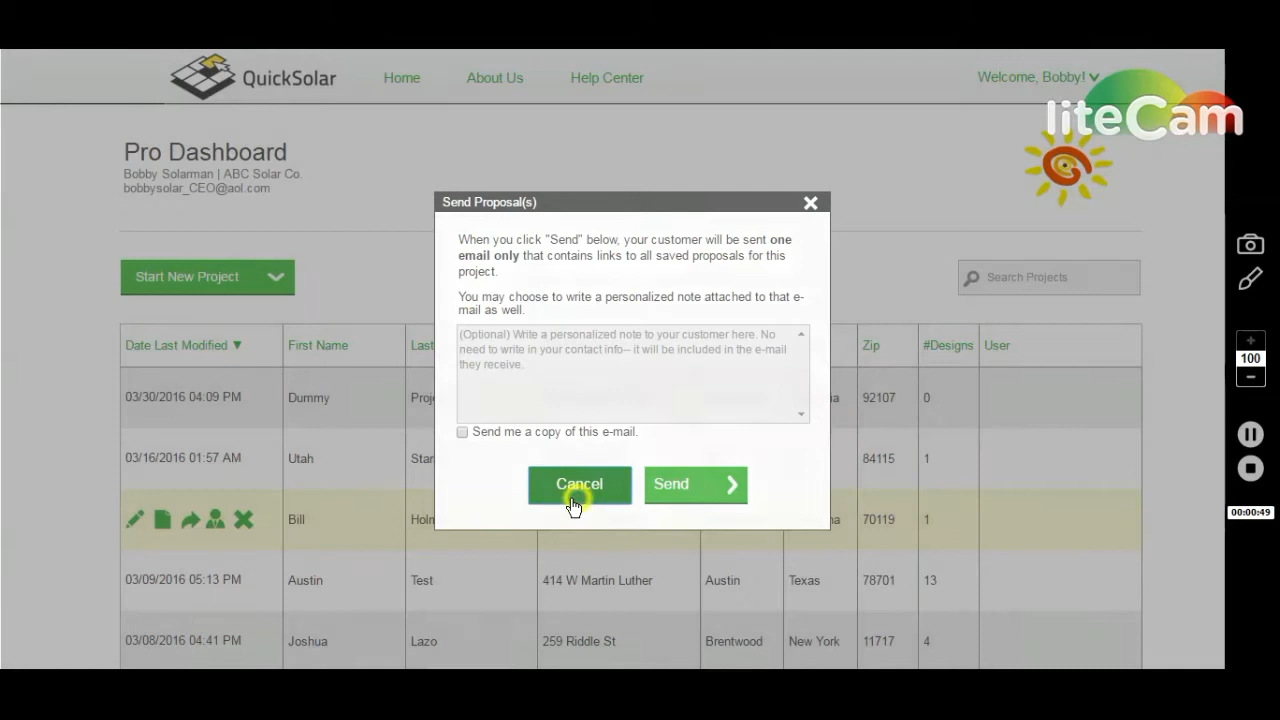 QuickSolar
Home
About Us
Help Center
Welcome, Bobby!
liteCam
Pro Dashboard
Bobby Solarman | ABC Solar Co.
bobbysolar_CEO@aol.com
Send Proposal(s)
When you click "Send" below, your customer will be sent one
email only that contains links to all saved proposals for this
project.
You may choose to write a personalized note attached to that e-
mail as well.
(Optional) Write a personalized note to your customer here. No
need to write in your contact info-- it will be included in the e-mail
they receive.
Send me a copy of this e-mail.
Cancel
Send
Start New Project
Search Projects
Date Last Modified ▼
First Name
Last
Zip
#Designs
User
03/30/2016 04:09 PM
Dummy
Proj
na
92107
0
03/16/2016 01:57 AM
Utah
Star
84115
1
Bill
Holm
na
70119
1
03/09/2016 05:13 PM
Austin
Test
414 W Martin Luther
Austin
Texas
78701
13
03/08/2016 04:41 PM
Joshua
Lazo
259 Riddle St
Brentwood
New York
11717
4
100
00:00:49